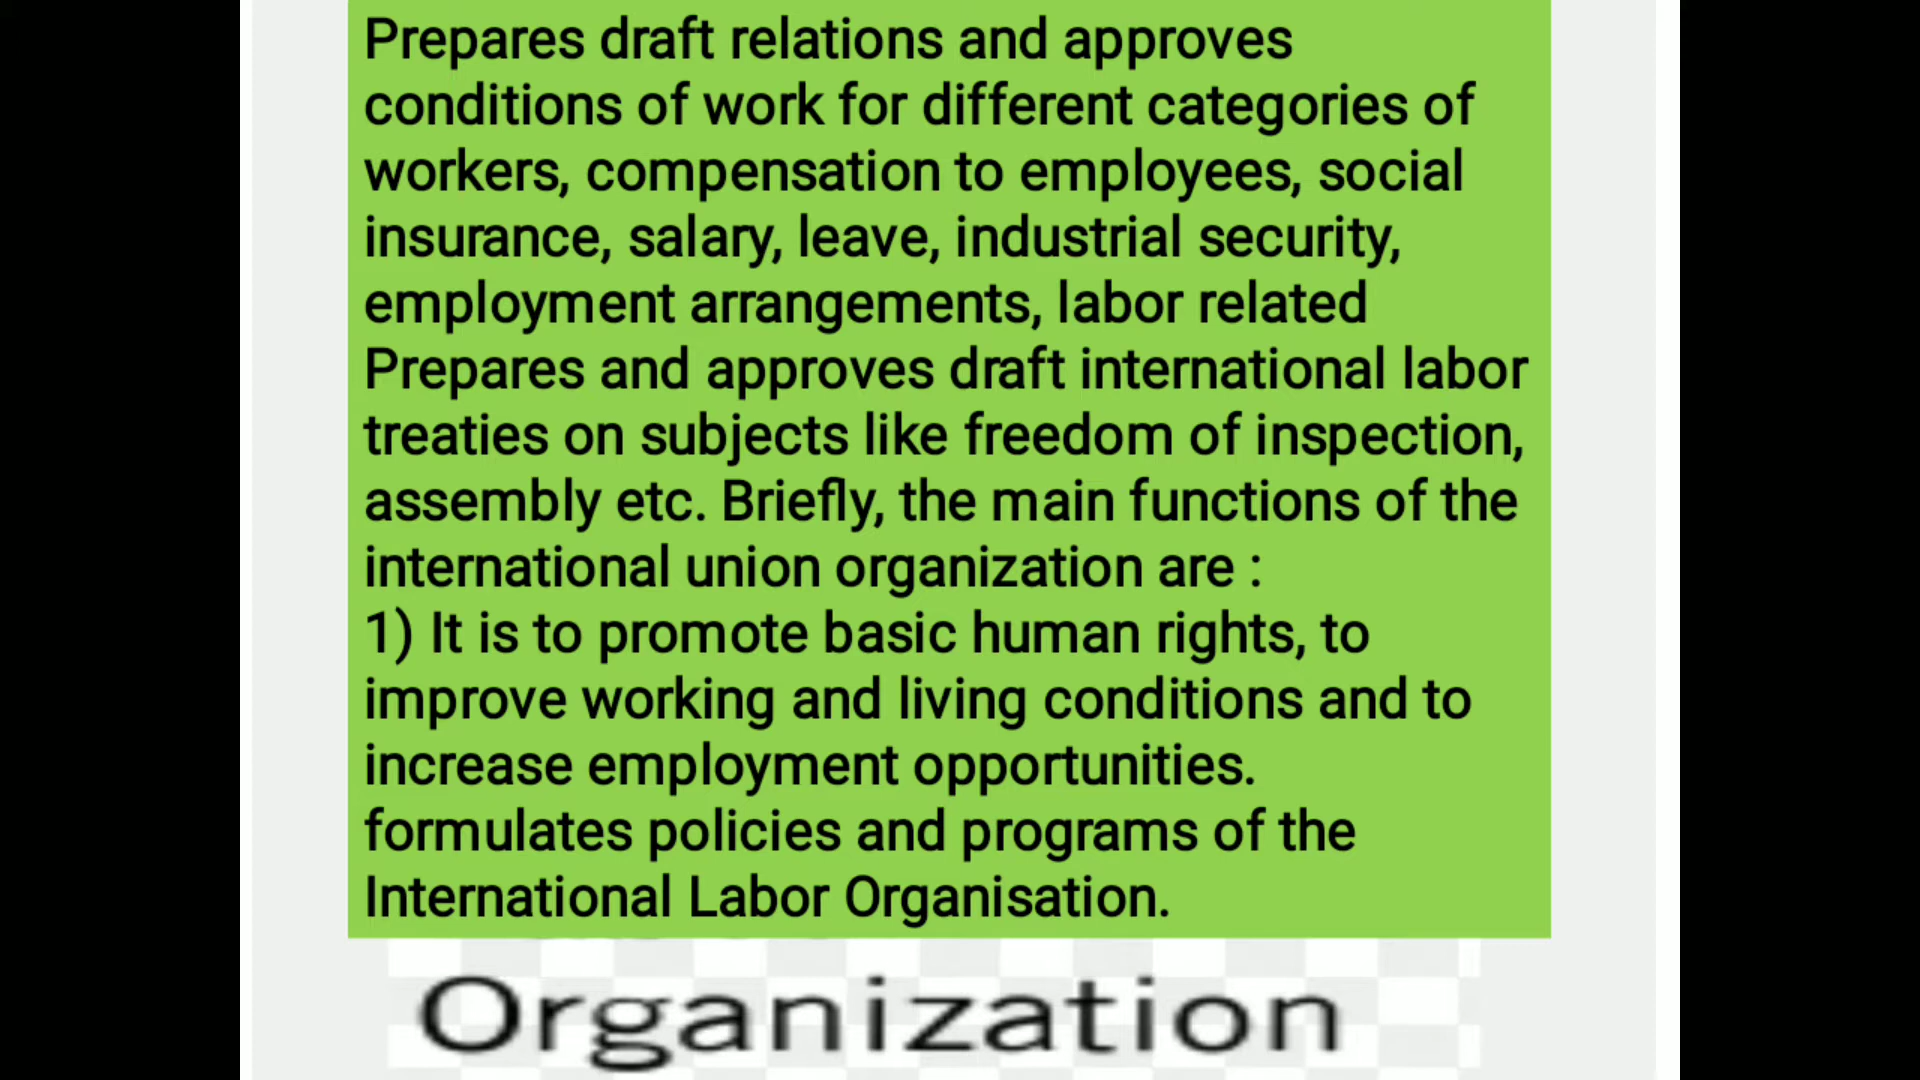 Prepares draft relations and approves
conditions of work for different categories of
workers, compensation to employees, social
insurance, salary, leave, industrial security,
employment arrangements, labor related
Prepares and approves draft international labor
treaties on subjects like freedom of inspection,
assembly etc. Briefly, the main functions of the
international union organization are :
1) It is to promote basic human rights, to
improve working and living conditions and to
increase employment opportunities.
formulates policies and programs of the
International Labor Organisation.
Organization